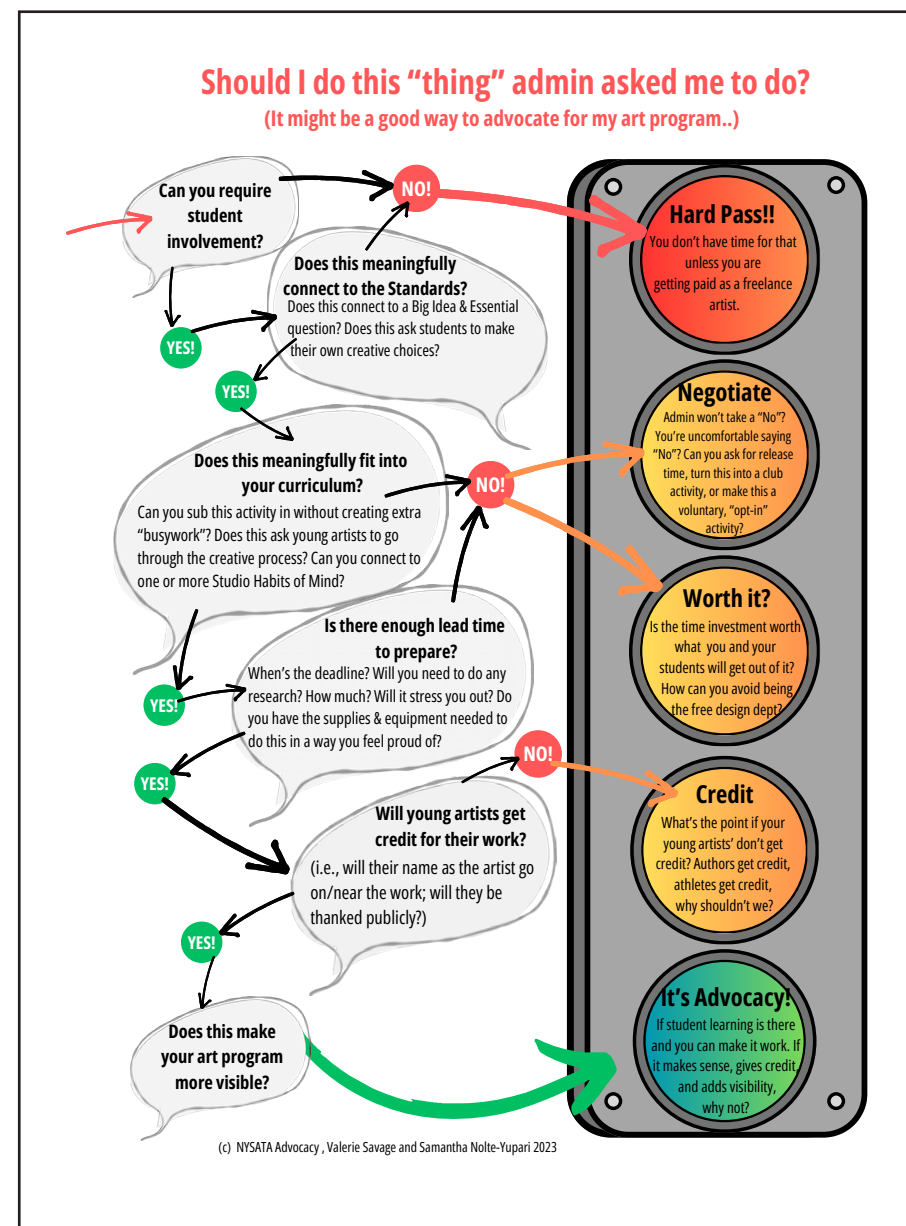 Should I do this “thing” admin asked me to do?
(It might be a good way to advocate for my art program..)
Can you require
student
involvement?
NO!
YES!
Does this meaningfully
connect to the Standards?
Does this connect to a Big Idea & Essential
question? Does this ask students to make
their own creative choices?
YES!
Does this meaningfully fit into
your curriculum?
Can you sub this activity in without creating extra
“busywork”? Does this ask young artists to go
through the creative process? Can you connect to
one or more Studio Habits of Mind?
NO!
YES!
Is there enough lead time
to prepare?
When's the deadline? Will you need to do any
research? How much? Will it stress you out? Do
you have the supplies & equipment needed to
do this in a way you feel proud of?
YES!
NO!
Will young artists get
credit for their work?
(i.e., will their name as the artist go
on/near the work; will they be
thanked publicly?)
YES!
Does this make
your art program
more visible?
Hard Pass!!
You don’t have time for that
unless you are
getting paid as a freelance
artist.
Negotiate
Admin won’t take a “No”?
You’re uncomfortable saying
“No”? Can you ask for release
time, turn this into a club
activity, or make this a
voluntary, “opt-in”
activity?
Worth it?
Is the time investment worth
what you and your
students will get out of it?
How can you avoid being
the free design dept?
Credit
What’s the point if your
young artists’ don’t get
credit? Authors get credit,
athletes get credit,
why shouldn’t we?
It’s Advocacy!
If student learning is there
and you can make it work. If
it makes sense, gives credit,
and adds visibility,
why not?
(c) NYSATA Advocacy , Valerie Savage and Samantha Nolte-Yupari 2023